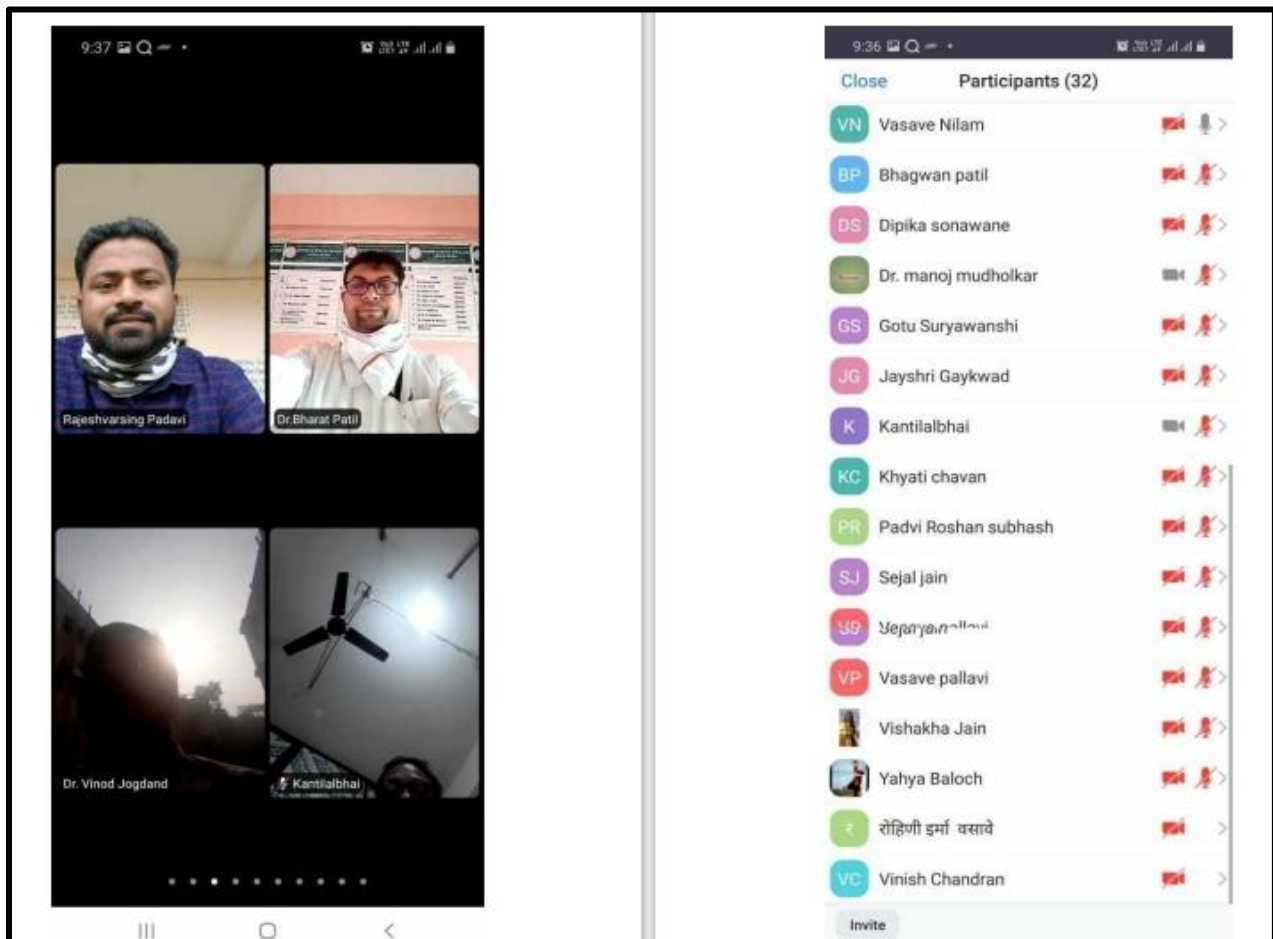 9:37
Rajeshvarsing Padavi
Dr.Bharat Patil
Dr. Vinod Jogdand
Kantilalbhai
9:36
Close Participants (32)
VN Vasave Nilam
BP Bhagwan patil
DS Dipika sonawane
Dr. manoj mudholkar
GS Gotu Suryawanshi
JG Jayshri Gaykwad
K Kantilalbhai
KC Khyati chavan
PR Padvi Roshan subhash
SJ Sejal jain
VP Vasave pallavi
Vishakha Jain
Yahya Baloch
र रोहिणी इर्मा वसावे
VC Vinish Chandran
Invite